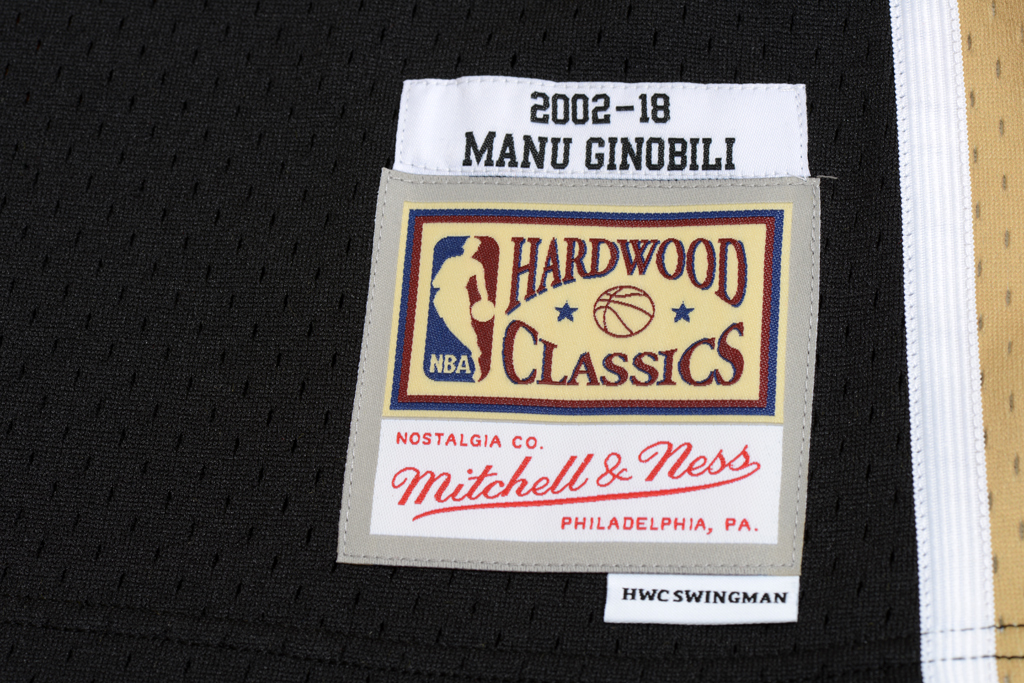 2002-18
MANU GINOBILI
HARDWOOD
CLASSICS
NBA
NOSTALGIA CO.
Mitchell & Ness
PHILADELPHIA, PA.
HWC SWINGMAN